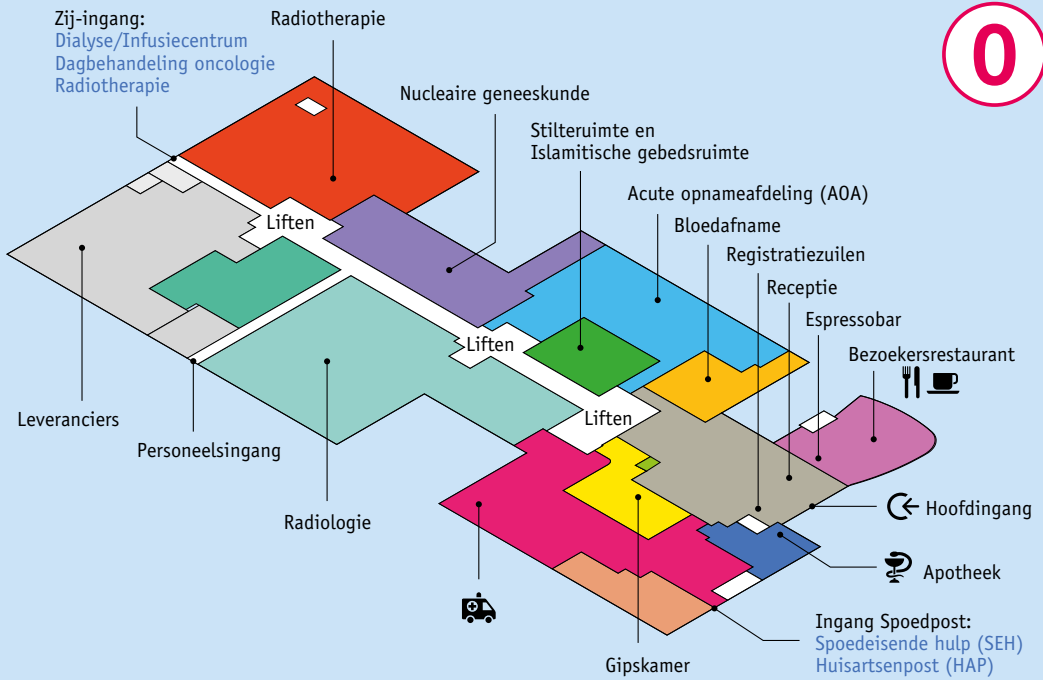 Zij-ingang:
Dialyse/Infusiecentrum
Dagbehandeling oncologie
Radiotherapie
Radiotherapie
0
Nucleaire geneeskunde
Stilteruimte en
Islamitische gebedsruimte
Acute opnameafdeling (AOA)
Bloedafname
Registratiezuilen
Receptie
Espressobar
Bezoekersrestaurant
Liften
Liften
Liften
Leveranciers
Personeelsingang
Radiologie
Hoofdingang
Apotheek
Ingang Spoedpost:
Spoedeisende hulp (SEH)
Huisartsenpost (HAP)
Gipskamer